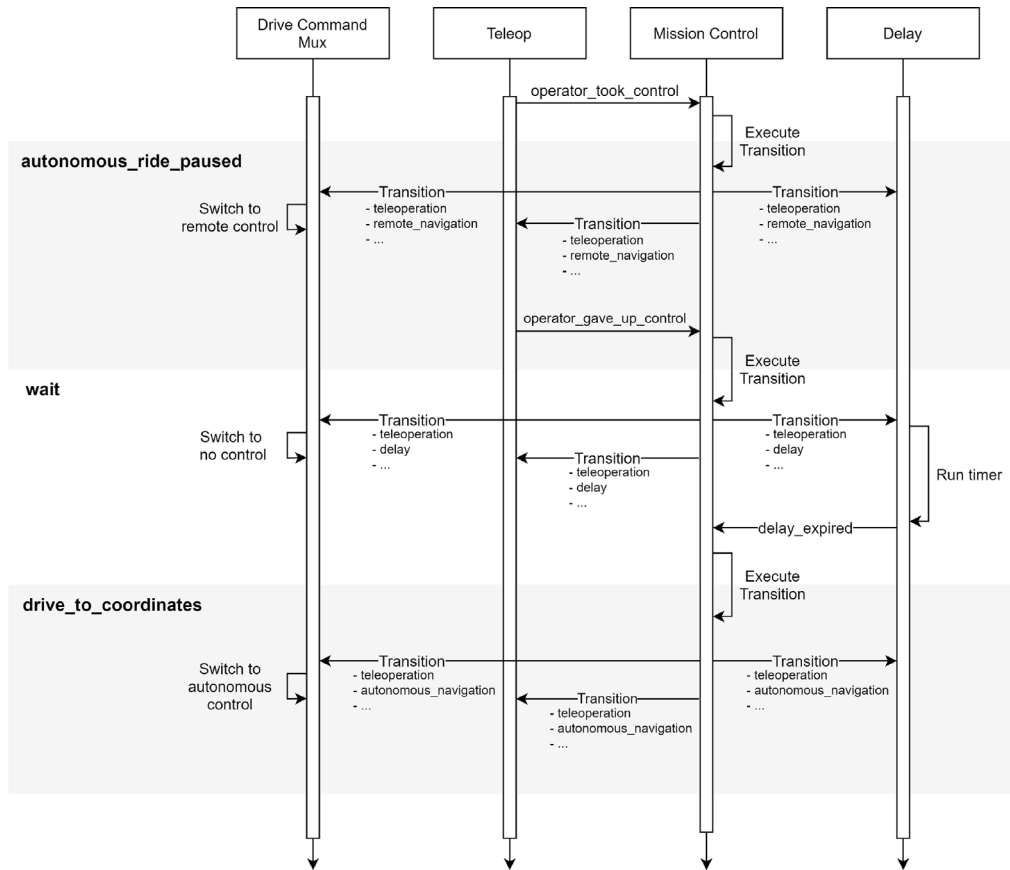 Drive Command
Mux
Teleop
Mission Control
Delay
operator_took_control
Execute
Transition
autonomous_ride_paused
Transition
- teleoperation
- remote_navigation
- ...
Transition
- teleoperation
- remote_navigation
- ...
Switch to
remote control
Transition
- teleoperation
- remote_navigation
- ...
operator_gave_up_control
Execute
Transition
wait
Transition
- teleoperation
- delay
- ...
Transition
- teleoperation
- delay
- ...
Switch to
no control
Transition
- teleoperation
- delay
- ...
Run timer
delay_expired
Execute
Transition
drive_to_coordinates
Transition
- teleoperation
- autonomous_navigation
- ...
Transition
- teleoperation
- autonomous_navigation
- ...
Switch to
autonomous
control
Transition
- teleoperation
- autonomous_navigation
- ...